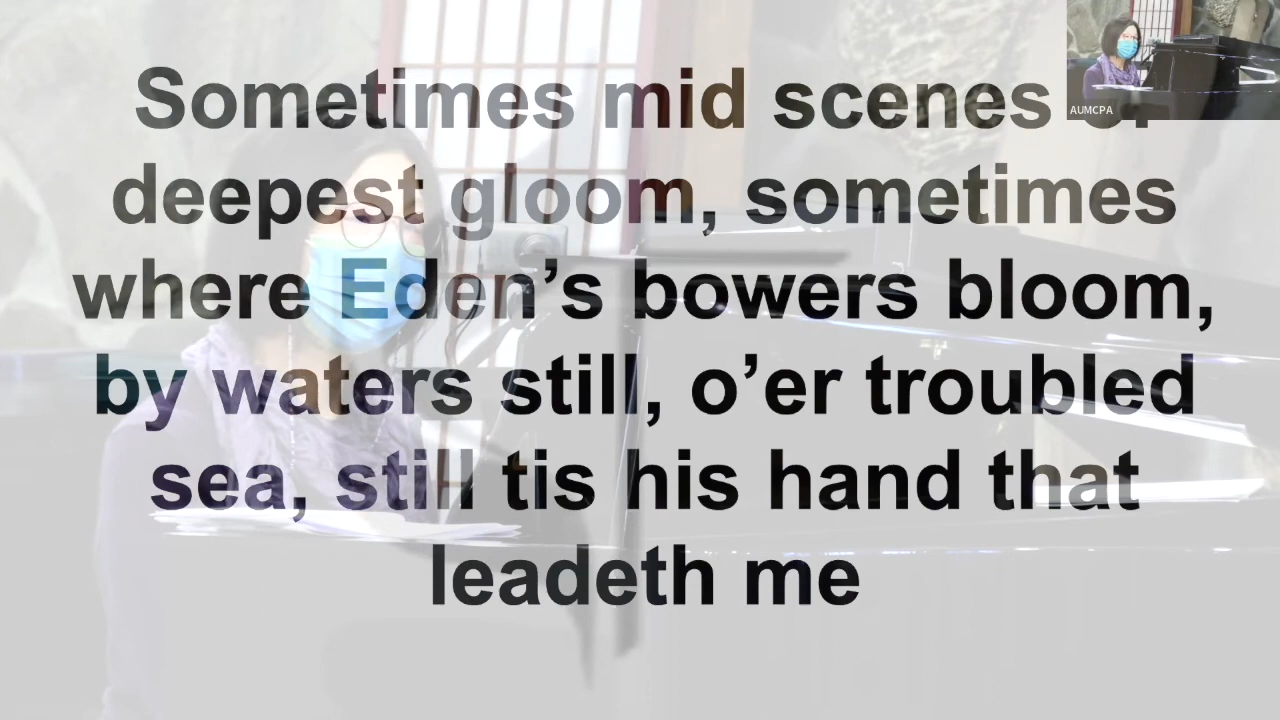 Sometimes mid scenes
deepest gloom, sometimes
where Eden’s bowers bloom,
by waters still, o’er troubled
sea, still tis his hand that
leadeth me
AUMCPA